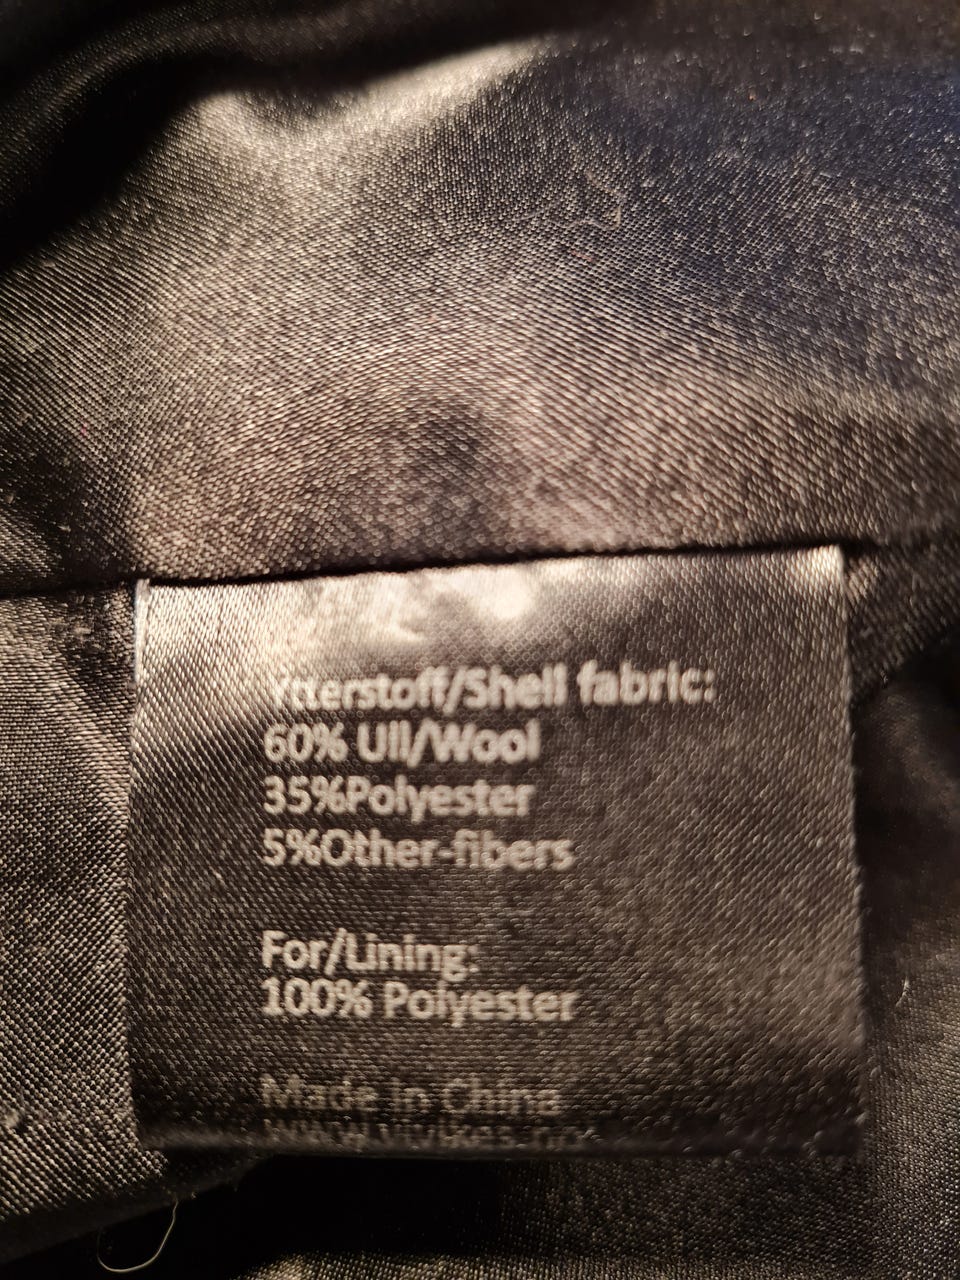 Ytterstoff/Shell fabric:
60% Ull/Wool
35%Polyester
5%Other-fibers
For/Lining:
100% Polyester
Made in China